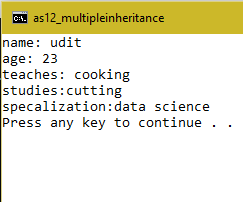 as12_multipleinheritance
name: udit
age: 23
teaches: cooking
studies:cutting
specalization:data science
Press any key to continue . .